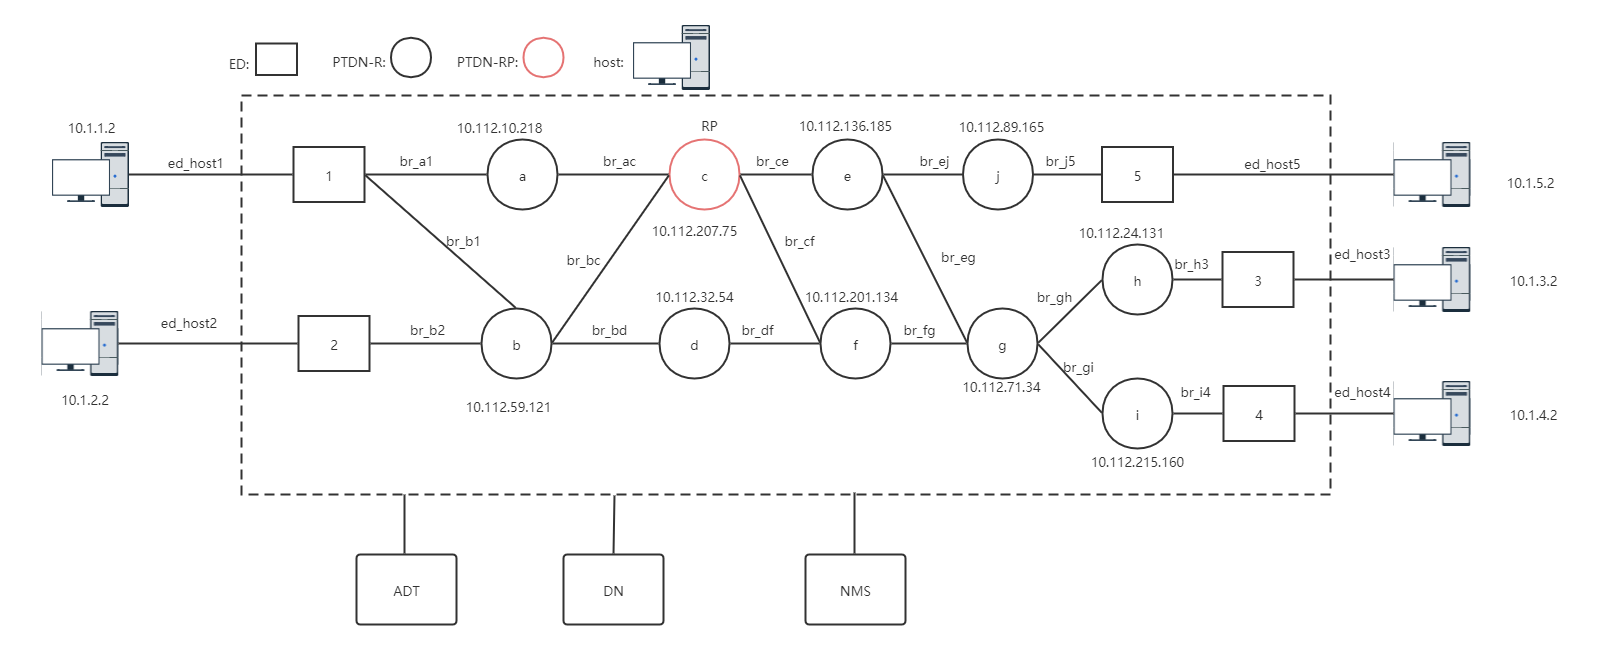 ED:
PTDN-R:
PTDN-RP:
host:
10.1.1.2
ed_host1
1
br_a1
10.112.10.218
a
br_ac
RP
c
10.112.207.75
br_ce
10.112.136.185
e
br_ej
10.112.89.165
j
br_j5
5
ed_host5
10.1.5.2
br_b1
br_bc
br_cf
br_eg
10.112.24.131
h
br_h3
3
ed_host3
10.1.3.2
ed_host2
10.1.2.2
2
br_b2
b
10.112.59.121
br_bd
10.112.32.54
d
br_df
10.112.201.134
f
br_fg
g
10.112.71.34
br_gh
br_gi
i
10.112.215.160
br_i4
4
ed_host4
10.1.4.2
ADT
DN
NMS